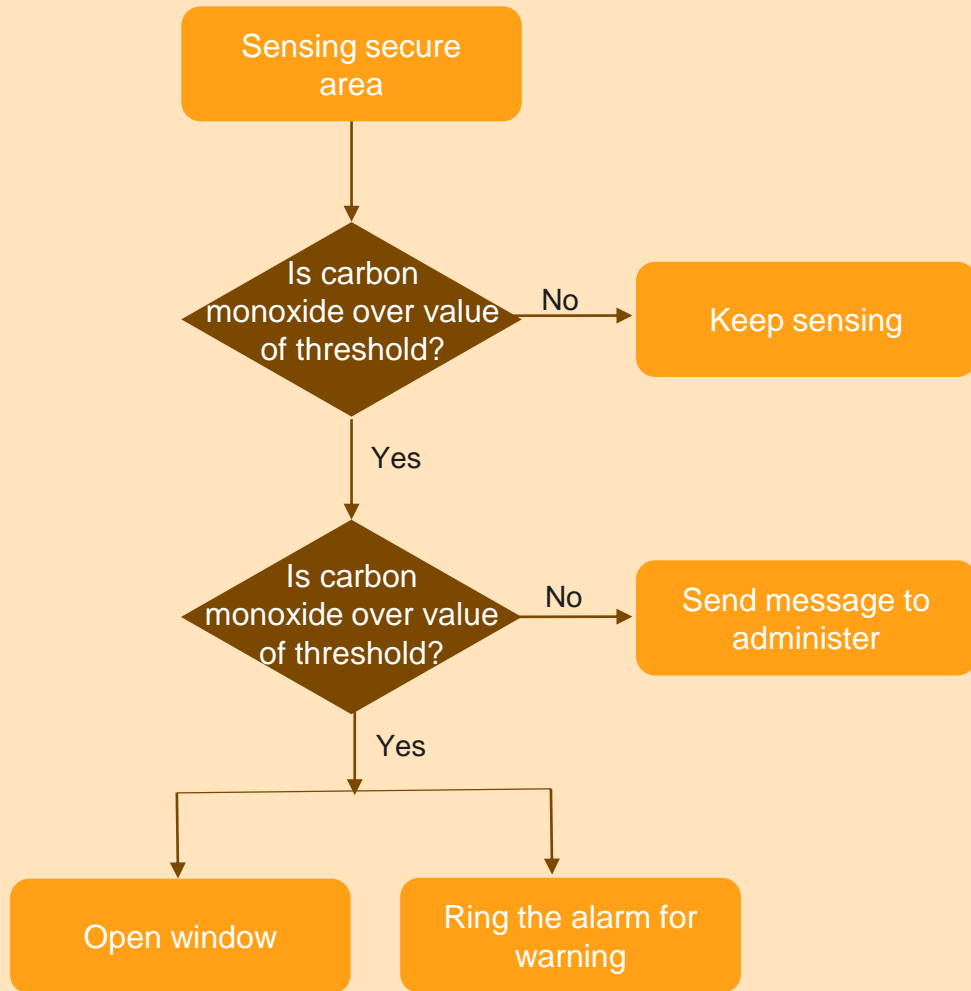 Sensing secure
area
Is carbon
monoxide over value
of threshold?
No
Keep sensing
Yes
Is carbon
monoxide over value
of threshold?
No
Send message to
administer
Yes
Open window
Ring the alarm for
warning